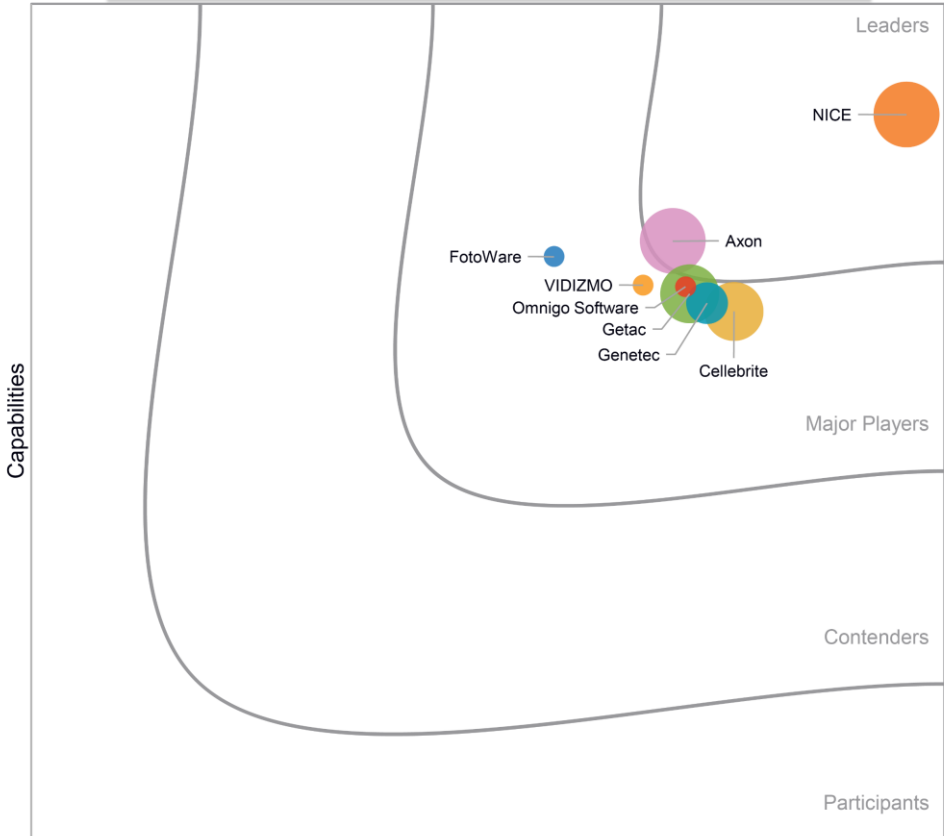 Leaders
NICE
Axon
FotoWare
VIDIZMO
Omnigo Software
Getac
Genetec
Cellebrite
Major Players
Capabilities
Contenders
Participants